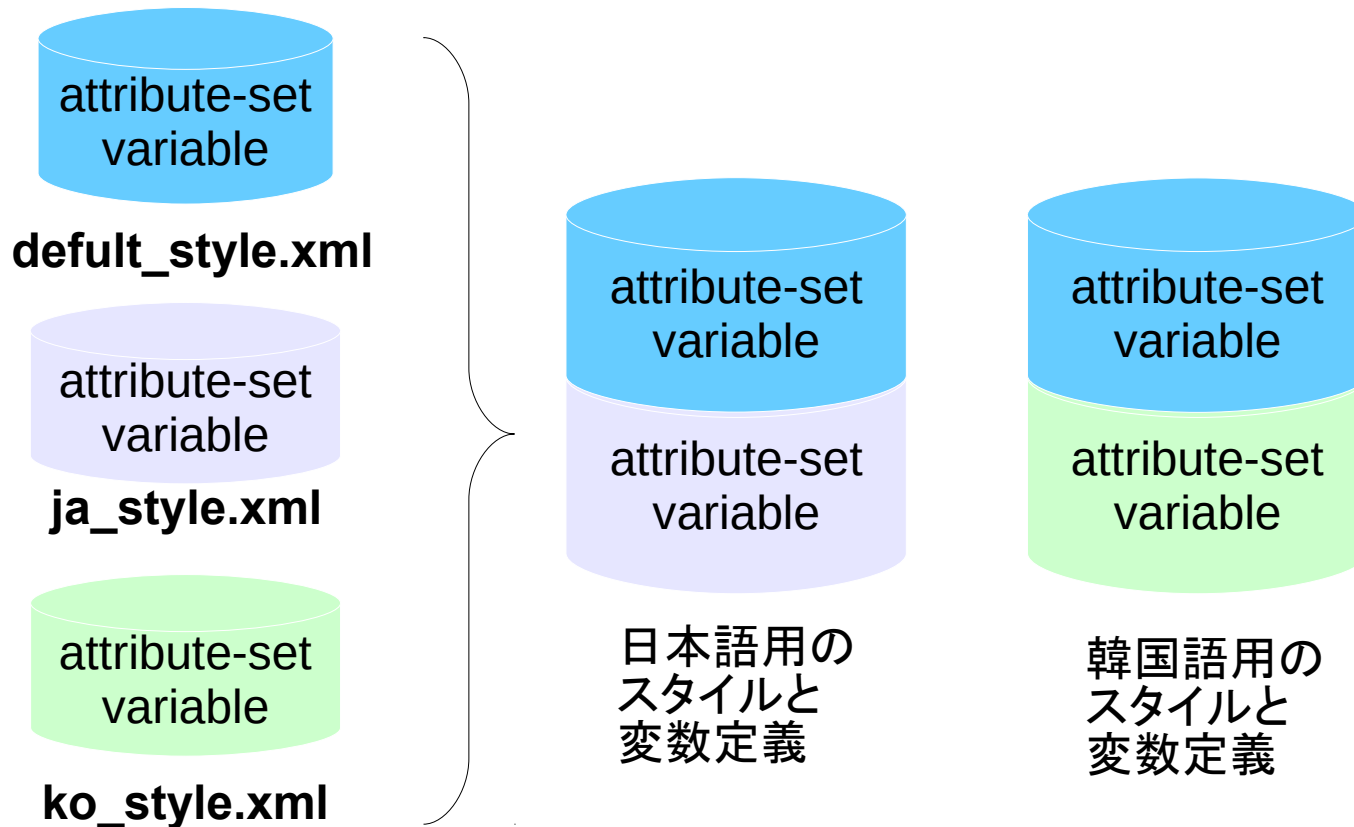 attribute-set
variable
defult_style.xml
attribute-set
variable
ja_style.xml
attribute-set
variable
ko_style.xml
attribute-set
variable
attribute-set
variable
日本語用の
スタイルと
変数定義
attribute-set
variable
attribute-set
variable
韓国語用の
スタイルと
変数定義